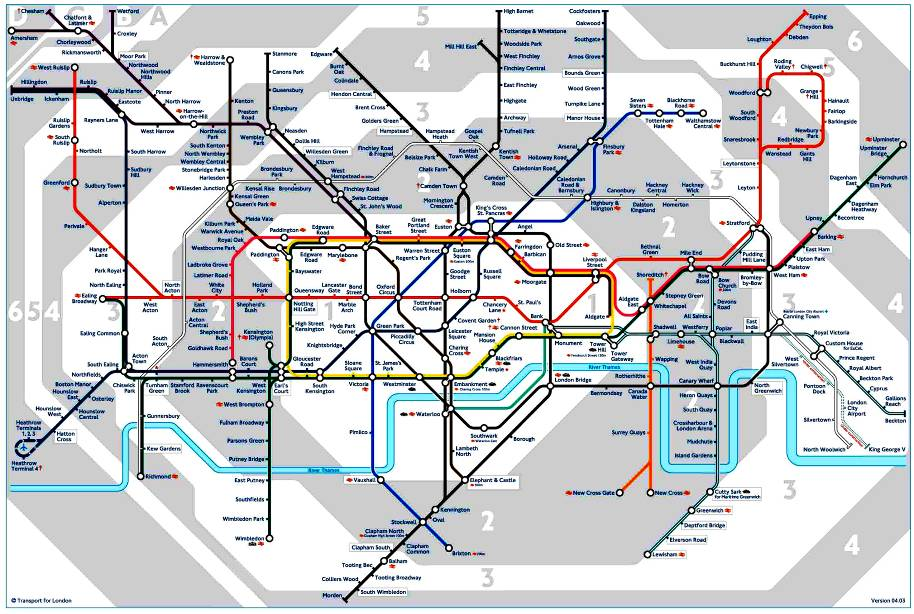 Chesham
Chalfont & Latimer
Watford
Croxley
Amersham
Chorleywood
Rickmansworth
Moor Park
Northwood
Northwood Hills
Pinner
North Harrow
Harrow-on-the-Hill
West Ruislip
Hillingdon
Ruislip
Ruislip Manor
Eastcote
Uxbridge
Ickenham
Rayners Lane
West Harrow
Ruislip Gardens
South Ruislip
Northolt
Greenford
Perivale
Hanger Lane
South Harrow
Sudbury Hill
Sudbury Town
Alperton
Park Royal
North Ealing
Ealing Broadway
Ealing Common
West Acton
North Acton
East Acton
Acton Central
South Ealing
Northfields
Acton Town
Boston Manor
Hounslow East
Osterley
Hounslow West
Hounslow Central
Hatton Cross
Heathrow Terminals 1,2,3
Heathrow Terminal 4
Chiswick Park
Turnham Green
Stamford Brook
Ravenscourt Park
Gunnersbury
Kew Gardens
Richmond
Harrow & Wealdstone
Kenton
Preston Road
Northwick Park
South Kenton
North Wembley
Wembley Central
Stonebridge Park
Harlesden
Willesden Junction
Kensal Rise
Kensal Green
Queen's Park
Kilburn Park
Maida Vale
Warwick Avenue
Royal Oak
Westbourne Park
Ladbroke Grove
Latimer Road
White City
Shepherd's Bush
Holland Park
Shepherd's Bush
Goldhawk Road
Hammersmith
Kensington (Olympia)
Barons Court
West Kensington
Earl's Court
West Brompton
Fulham Broadway
Parsons Green
Putney Bridge
East Putney
Southfields
Wimbledon Park
Wimbledon
Stanmore
Canons Park
Queensbury
Kingsbury
Wembley Park
Neasden
Dollis Hill
Willesden Green
Kilburn
Brondesbury Park
Brondesbury
West Hampstead
Finchley Road
Swiss Cottage
St. John's Wood
Edgware
Burnt Oak
Colindale
Hendon Central
Brent Cross
Golders Green
Hampstead
Hampstead Heath
Gospel Oak
Finchley Road & Frognal
Belsize Park
Chalk Farm
Camden Town
Mornington Crescent
Kentish Town West
Camden Road
High Barnet
Totteridge & Whetstone
Woodside Park
Mill Hill East
West Finchley
Finchley Central
East Finchley
Highgate
Archway
Tufnell Park
Kentish Town
Cockfosters
Oakwood
Southgate
Arnos Grove
Bounds Green
Wood Green
Turnpike Lane
Manor House
Arsenal
Finsbury Park
Holloway Road
Caledonian Road
Seven Sisters
Tottenham Hale
Blackhorse Road
Walthamstow Central
Caledonian Road & Barnsbury
Highbury & Islington
Canonbury
Dalston Kingsland
Hackney Central
Homerton
Hackney Wick
Epping
Theydon Bois
Debden
Loughton
Buckhurst Hill
Roding Valley
Chigwell
Grange Hill
Hainault
Fairlop
Barkingside
Newbury Park
Gants Hill
Redbridge
Wanstead
Woodford
South Woodford
Snaresbrook
Leytonstone
Leyton
Stratford
Upminster
Upminster Bridge
Hornchurch
Elm Park
Dagenham East
Dagenham Heathway
Becontree
Upney
Barking
East Ham
Upton Park
Plaistow
West Ham
Paddington
Paddington
Edgware Road
Edgware Road
Marylebone
Baker Street
Great Portland Street
Warren Street
Regent's Park
Euston
Euston Square
King's Cross St. Pancras
Angel
Farringdon
Barbican
Old Street
Moorgate
Liverpool Street
Bethnal Green
Mile End
Shoreditch
Stepney Green
Whitechapel
Aldgate East
Aldgate
Bow Road
Bow Church
Pudding Mill Lane
Bromley-by-Bow
Devons Road
All Saints
Bayswater
Queensway
Notting Hill Gate
High Street Kensington
Lancaster Gate
Marble Arch
Bond Street
Oxford Circus
Goodge Street
Tottenham Court Road
Russell Square
Holborn
Chancery Lane
St. Paul's
Bank
Hyde Park Corner
Knightsbridge
Green Park
Piccadilly Circus
Leicester Square
Covent Garden
Charing Cross
Mansion House
Cannon Street
Monument
Tower Hill
Tower Gateway
Fenchurch Street 150m
Blackfriars
Temple
Embankment
Gloucester Road
South Kensington
Sloane Square
Victoria
St. James's Park
Westminster
Waterloo
Southwark
London Bridge
Bermondsey
Canada Water
Lambeth North
Borough
Elephant & Castle
Pimlico
Vauxhall
Kennington
Stockwell
Oval
Clapham North
Clapham Common
Clapham South
Brixton
Balham
Tooting Bec
Tooting Broadway
Colliers Wood
South Wimbledon
Morden
River Thames
River Thames
Shadwell
Limehouse
Westferry
Poplar
Blackwall
East India
Canning Town
Royal Victoria
Custom House
for ExCeL
Prince Regent
Royal Albert
Beckton Park
Cyprus
Gallions Reach
Beckton
West Silvertown
Pontoon Dock
London City Airport
Silvertown
North Woolwich
King George V
Wapping
Rotherhithe
Surrey Quays
New Cross Gate
New Cross
West India Quay
Canary Wharf
North Greenwich
Heron Quays
South Quay
Crossharbour & London Arena
Mudchute
Island Gardens
Cutty Sark
for Maritime Greenwich
Greenwich
Deptford Bridge
Elverson Road
Lewisham
D
C
B
A
6
5
4
3
2
1
© Transport for London
Version 04.03